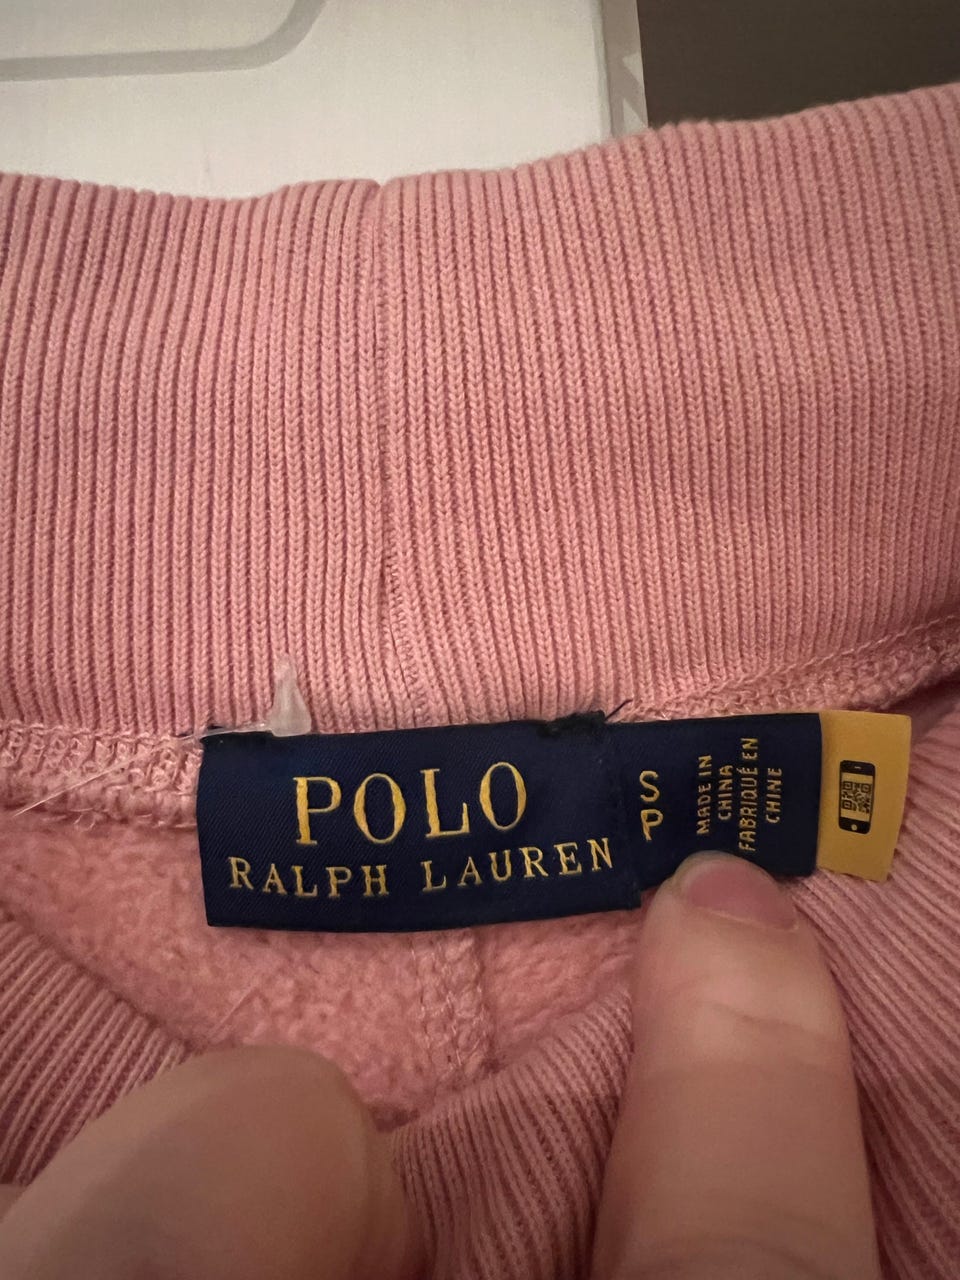 POLO
RALPH LAUREN
S
P
MADE IN
CHINA
FABRIQUÉ EN
CHINE